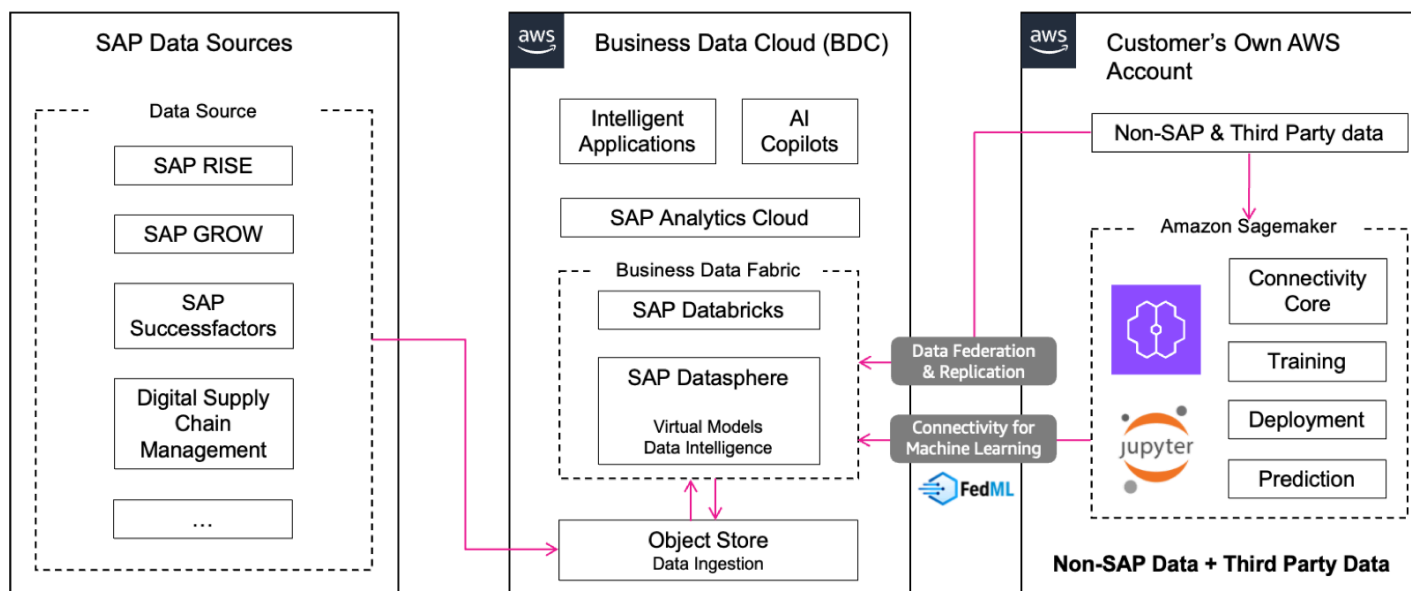 SAP Data Sources
Data Source
SAP RISE
SAP GROW
SAP
Successfactors
Digital Supply
Chain
Management
...
aws
Business Data Cloud (BDC)
Intelligent
Applications
AI
Copilots
SAP Analytics Cloud
Business Data Fabric
SAP Databricks
SAP Datasphere
Virtual Models
Data Intelligence
Object Store
Data Ingestion
Data Federation
& Replication
Connectivity for
Machine Learning
FedML
aws
Customer's Own AWS
Account
Non-SAP & Third Party data
Amazon Sagemaker
Connectivity
Core
Training
jupyter
Deployment
Prediction
Non-SAP Data + Third Party Data